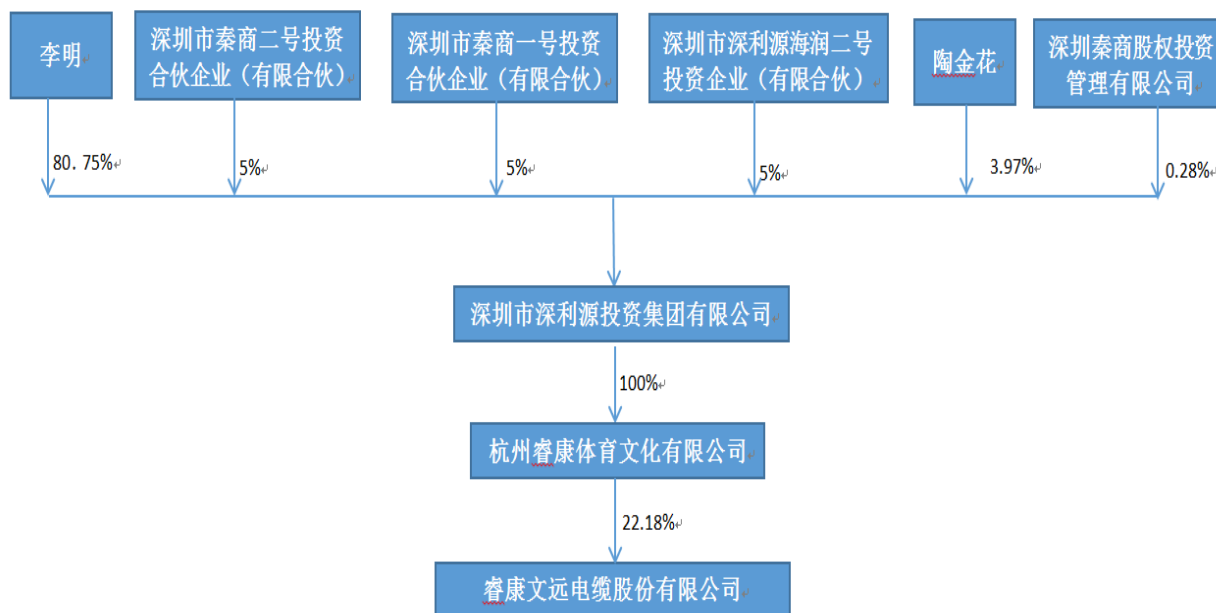 李明
深圳市秦商二号投资
合伙企业（有限合伙）
深圳市秦商一号投资
合伙企业（有限合伙）
深圳市深利源海润二号
投资企业（有限合伙）
陶金花
深圳秦商股权投资
管理有限公司
80.75%
5%
5%
5%
3.97%
0.28%
深圳市深利源投资集团有限公司
100%
杭州睿康体育文化有限公司
22.18%
睿康文远电缆股份有限公司